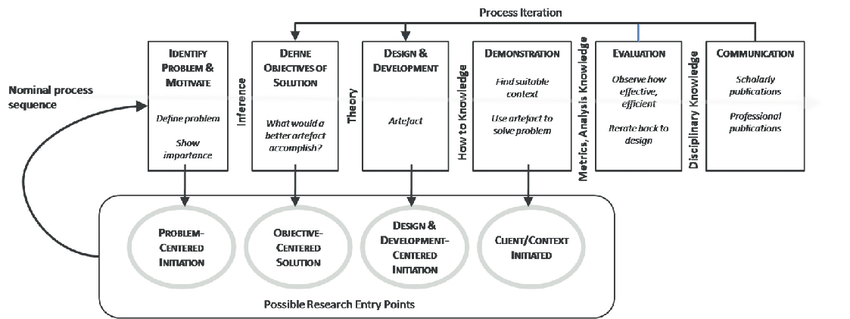 Process Iteration
Nominal process
sequence
IDENTIFY
PROBLEM &
MOTIVATE
Define problem
Show
importance
Inference
DEFINE
OBJECTIVES OF
SOLUTION
What would a
better artefact
accomplish?
Theory
DESIGN &
DEVELOPMENT
Artefact
How to Knowledge
DEMONSTRATION
Find suitable
context
Use artefact to
solve problem
Metrics, Analysis Knowledge
EVALUATION
Observe how
effective,
efficient
Iterate back to
design
Disciplinary Knowledge
COMMUNICATION
Scholarly
publications
Professional
publications
PROBLEM-
CENTERED
INITIATION
OBJECTIVE-
CENTERED
SOLUTION
DESIGN &
DEVELOPMENT-
CENTERED
INITIATION
CLIENT/CONTEXT
INITIATED
Possible Research Entry Points